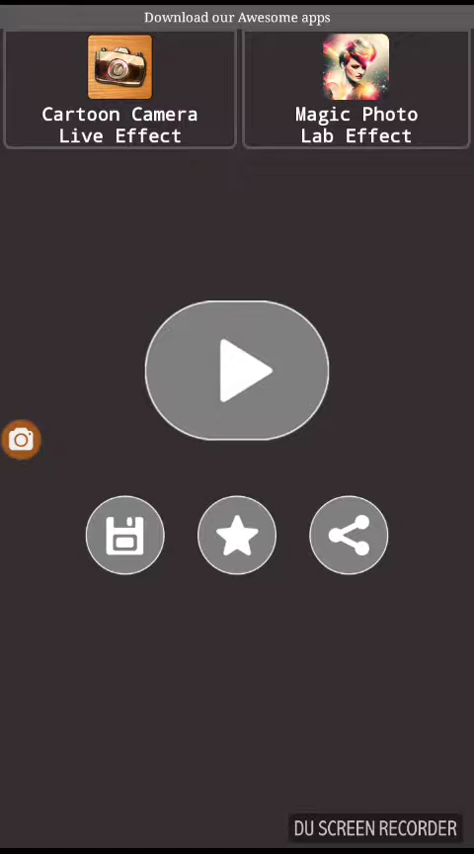 Download our Awesome apps
Cartoon Camera
Live Effect
Magic Photo
Lab Effect
DU SCREEN RECORDER